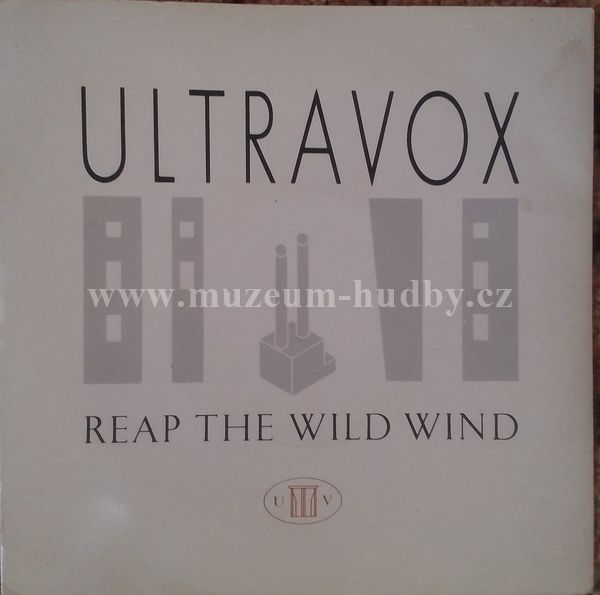 ULTRAVOX
www.muzeum-hudby.cz
REAP THE WILD WIND
U V